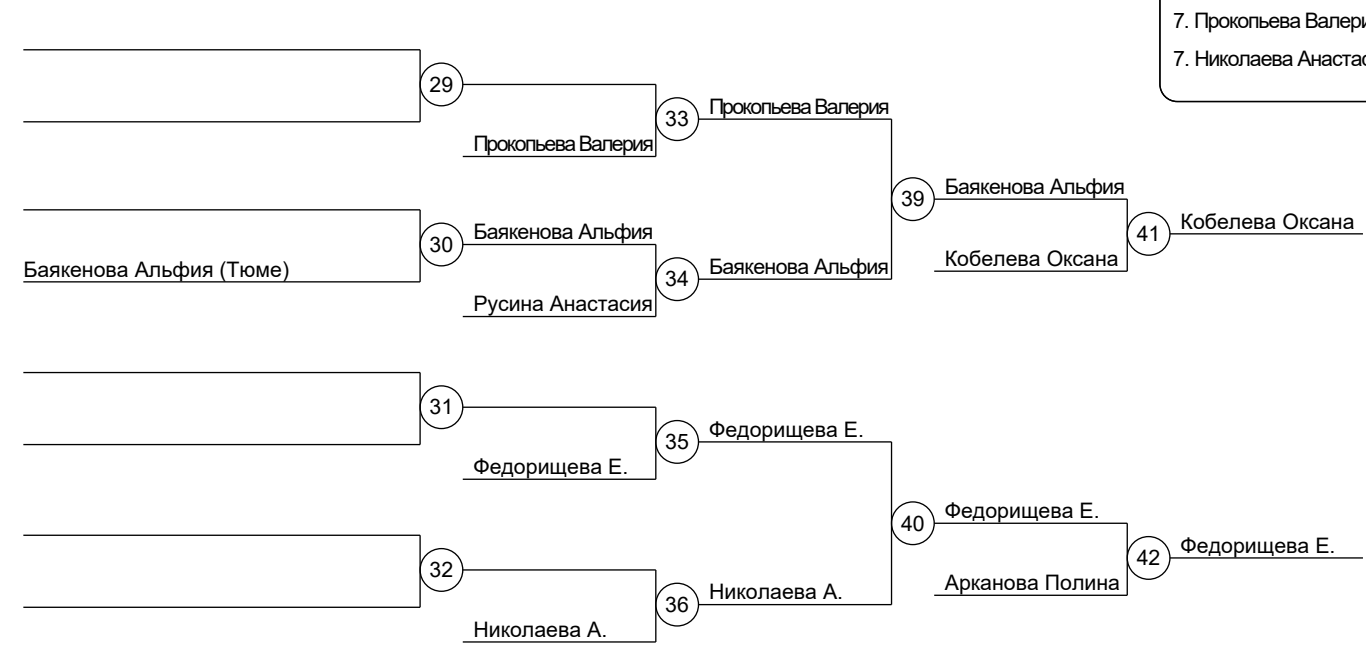 7. Прокопьева Валери
7. Николаева Анастас
29
33
Прокопьева Валерия
Прокопьева Валерия
39
Баякенова Альфия
30
Баякенова Альфия
41
Кобелева Оксана
Баякенова Альфия (Тюме)
34
Баякенова Альфия
Кобелева Оксана
Русина Анастасия
31
35
Федорищева Е.
Федорищева Е.
40
Федорищева Е.
32
42
Федорищева Е.
36
Николаева А.
Арканова Полина
Николаева А.